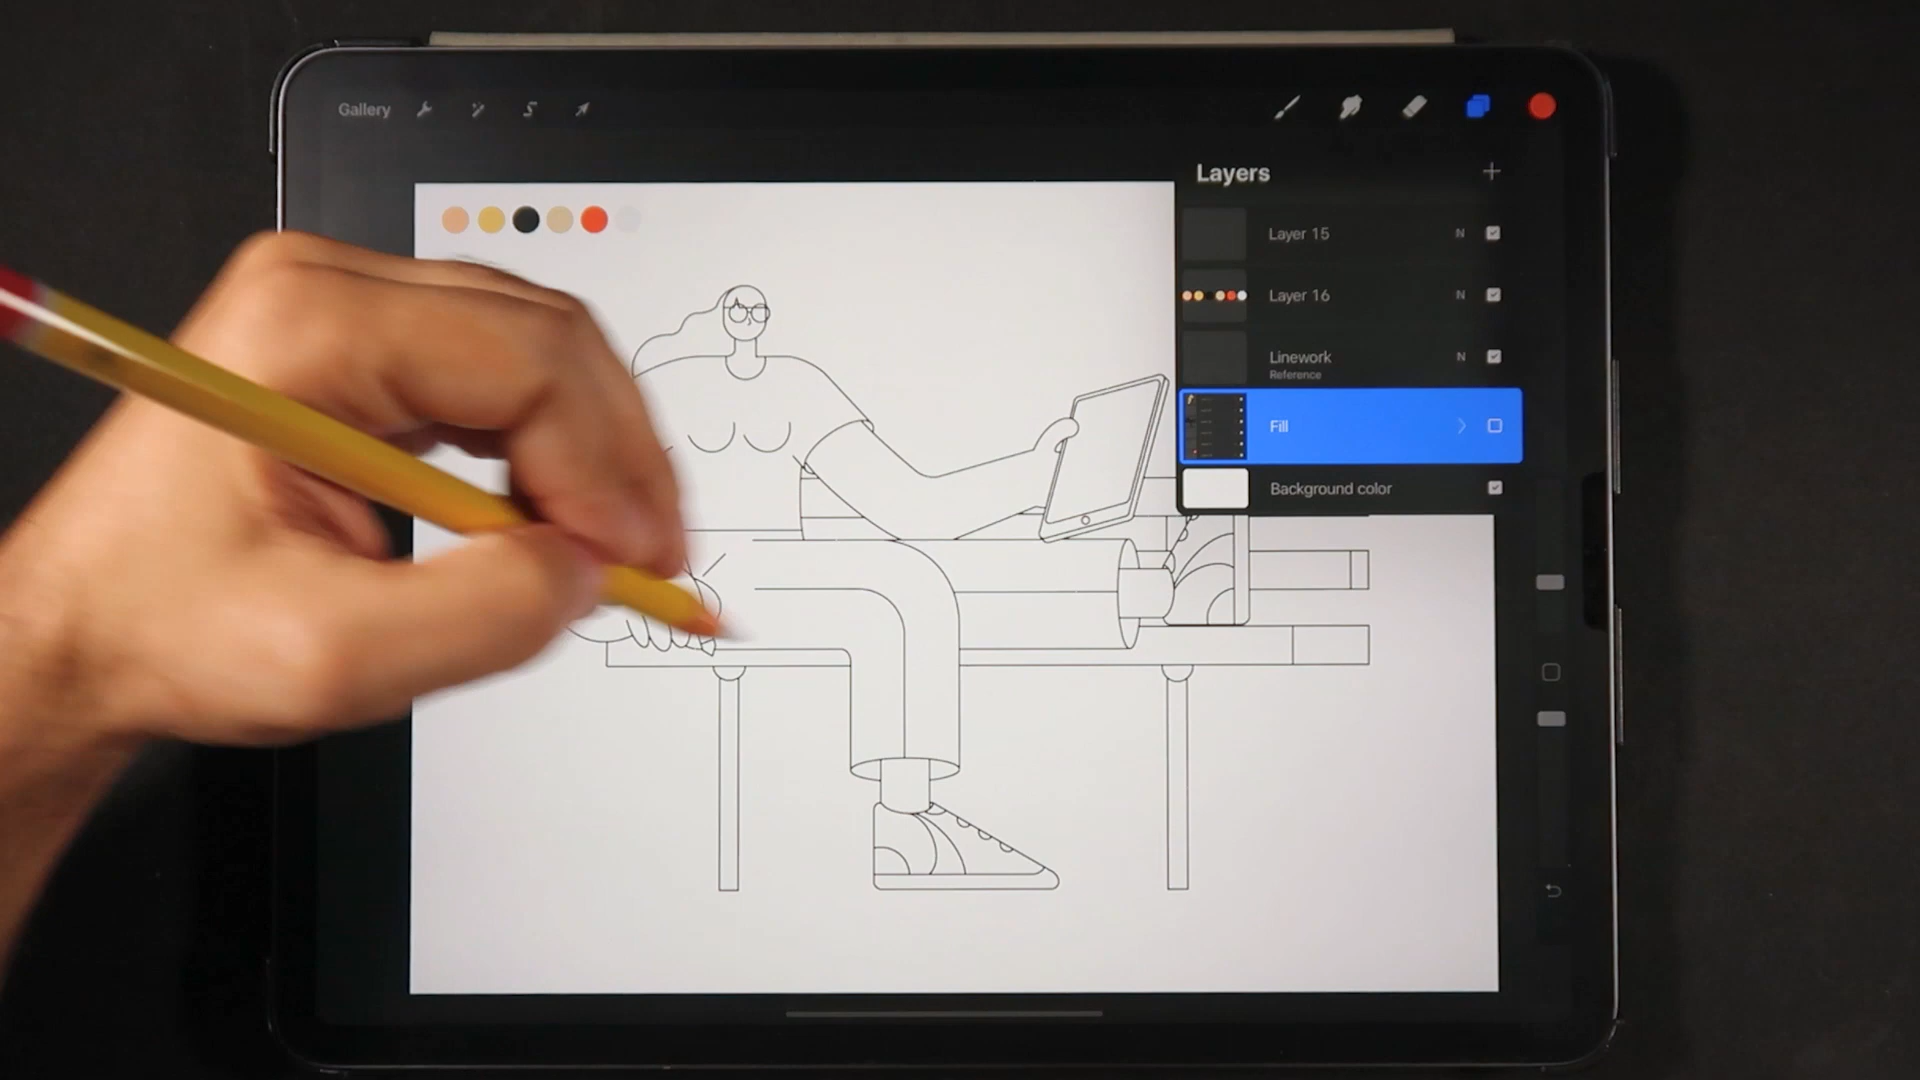 Gallery
Layers
Layer 15 N
Layer 16 N
Linework N
Reference
Fill
Background color